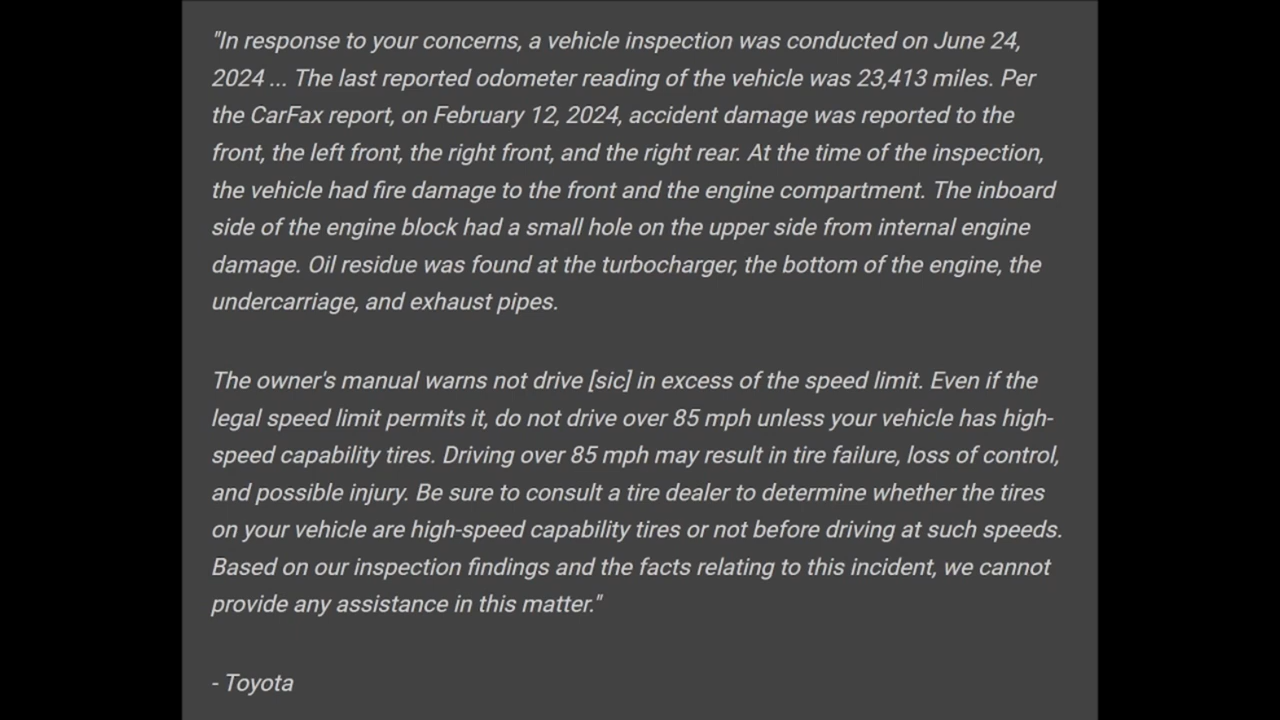 "In response to your concerns, a vehicle inspection was conducted on June 24,
2024 ... The last reported odometer reading of the vehicle was 23,413 miles. Per
the CarFax report, on February 12, 2024, accident damage was reported to the
front, the left front, the right front, and the right rear. At the time of the inspection,
the vehicle had fire damage to the front and the engine compartment. The inboard
side of the engine block had a small hole on the upper side from internal engine
damage. Oil residue was found at the turbocharger, the bottom of the engine, the
undercarriage, and exhaust pipes.
The owner's manual warns not drive [sic] in excess of the speed limit. Even if the
legal speed limit permits it, do not drive over 85 mph unless your vehicle has high-
speed capability tires. Driving over 85 mph may result in tire failure, loss of control,
and possible injury. Be sure to consult a tire dealer to determine whether the tires
on your vehicle are high-speed capability tires or not before driving at such speeds.
Based on our inspection findings and the facts relating to this incident, we cannot
provide any assistance in this matter."
- Toyota